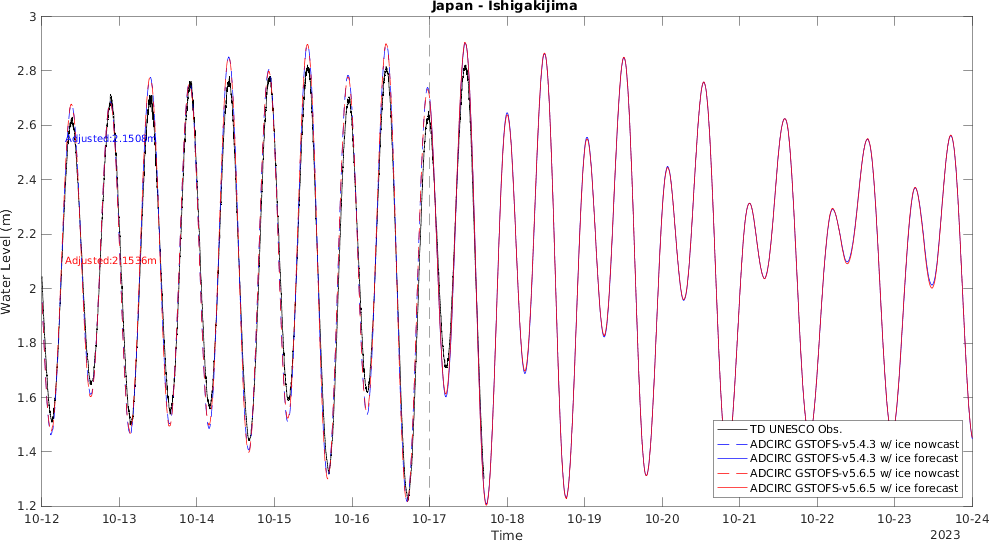 Japan - Ishigakijima
Water Level (m)
3
2.8
2.6
2.4
2.2
2
1.8
1.6
1.4
1.2
Adjusted:2.1508m
Adjusted:2.1536m
TD UNESCO Obs.
ADCIRC GSTOFS-v5.4.3 w/ ice nowcast
ADCIRC GSTOFS-v5.4.3 w/ ice forecast
ADCIRC GSTOFS-v5.6.5 w/ ice nowcast
ADCIRC GSTOFS-v5.6.5 w/ ice forecast
10-12 10-13 10-14 10-15 10-16 10-17 10-18 10-19 10-20 10-21 10-22 10-23 10-24
Time
2023